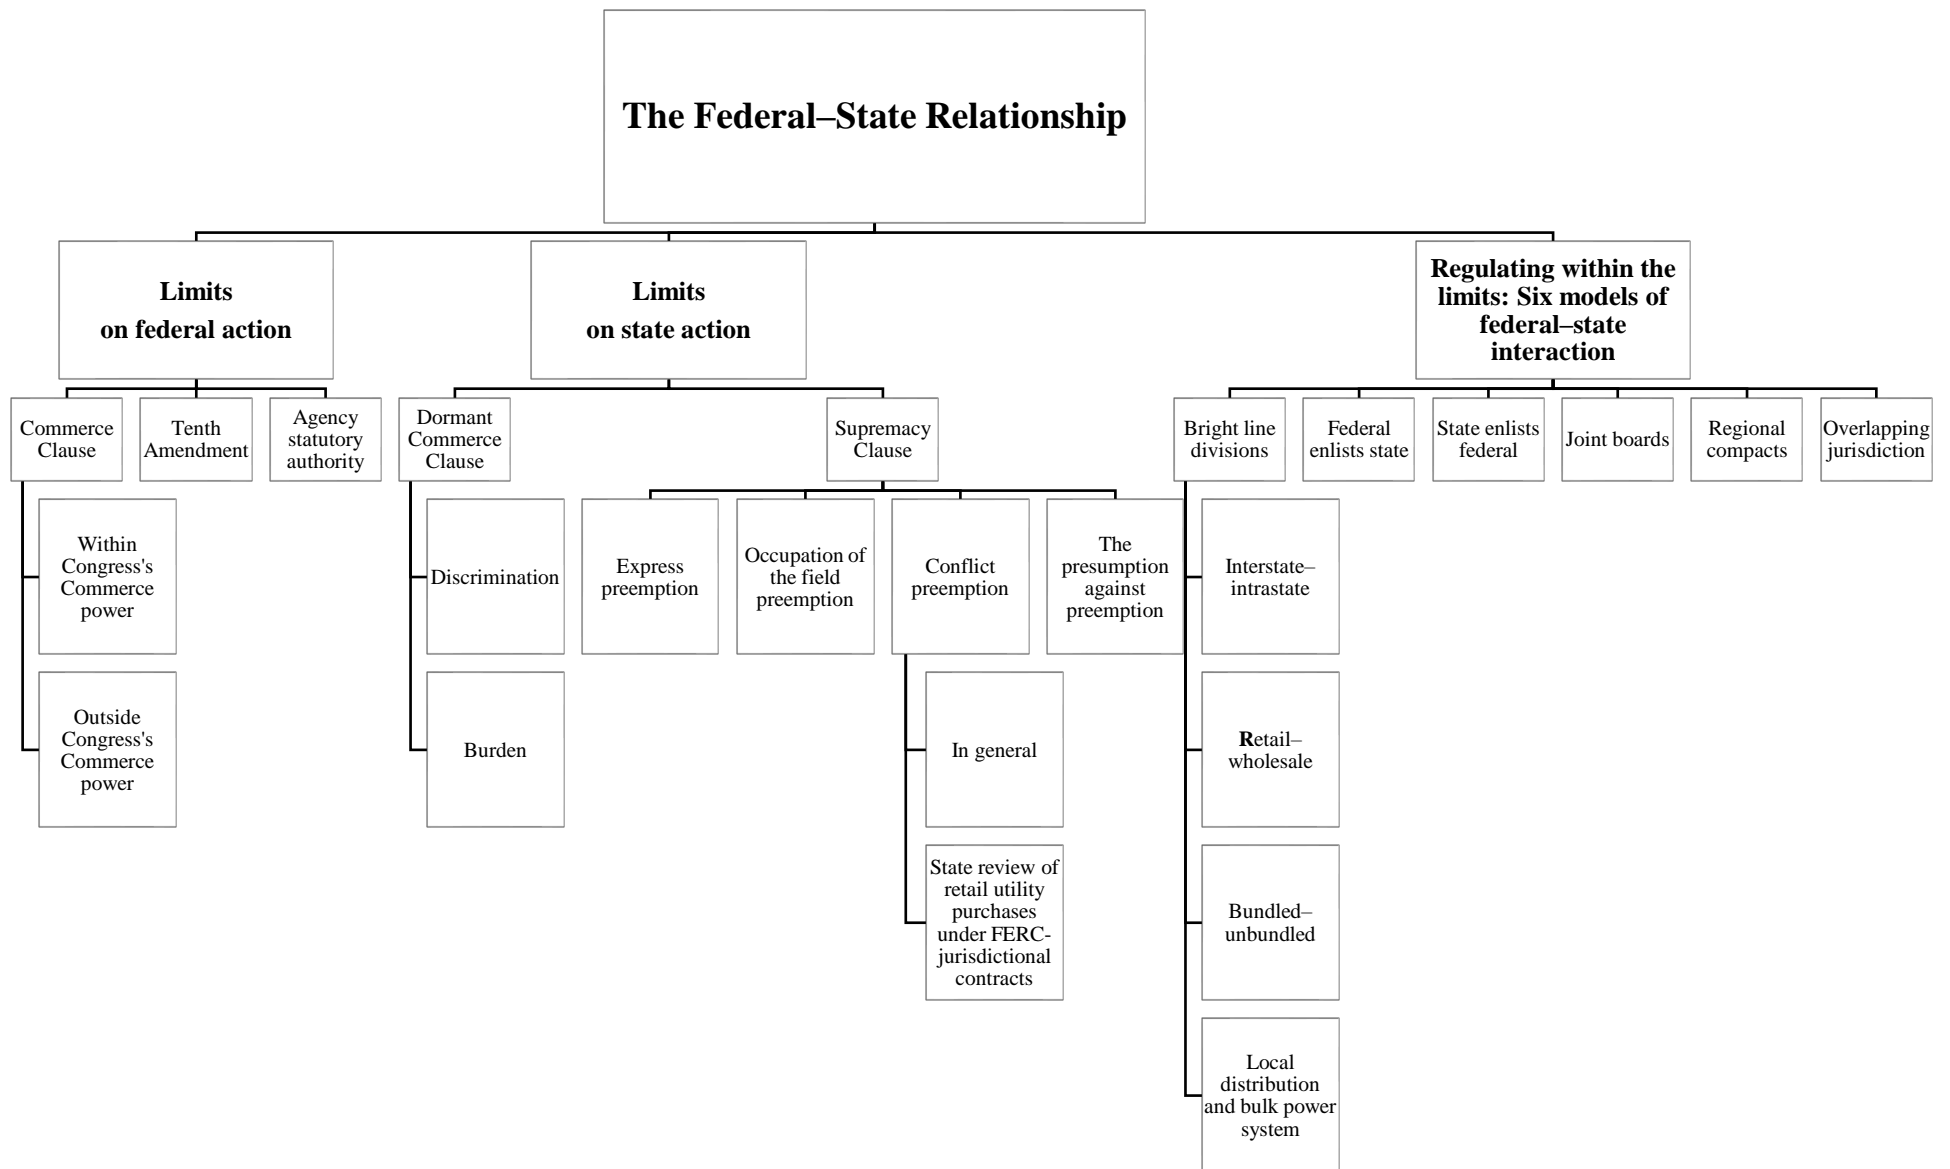 The Federal–State Relationship
Limits
on federal action
Limits
on state action
Regulating within the
limits: Six models of
federal–state
interaction
Commerce
Clause
Tenth
Amendment
Agency
statutory
authority
Dormant
Commerce
Clause
Supremacy
Clause
Bright line
divisions
Federal
enlists state
State enlists
federal
Joint boards
Regional
compacts
Overlapping
jurisdiction
Within
Congress's
Commerce
power
Discrimination
Express
preemption
Occupation of
the field
preemption
Conflict
preemption
The
presumption
against
preemption
Interstate–
intrastate
Outside
Congress's
Commerce
power
Burden
In general
Retail–
wholesale
State review of
retail utility
purchases
under FERC-
jurisdictional
contracts
Bundled–
unbundled
Local
distribution
and bulk power
system